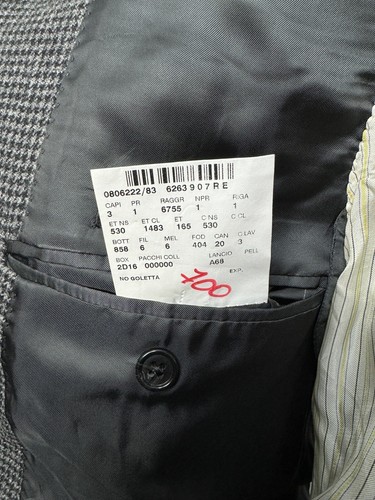 0806222/83 6263907RE
CAPI PR RAGGR NPR RIGA
3 1 6755 1 1
ET NS ET CL ET C NS C CL
530 1483 165 530
BOTT FIL MEL FOD CAN C LAV
858 6 6 404 20 3
BOX PACCHI COLL LANCIO PELL
2D16 000000 A68
NO GOLETTA EXP.
700